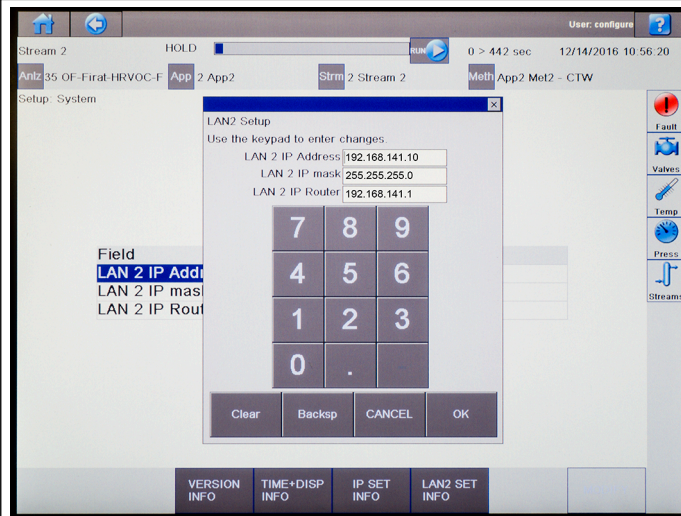 User: configure
?
Stream 2 HOLD RUN 0 > 442 sec 12/14/2016 10:56:20
Antz 35 OF-Firat-HRVOC-F App 2 App2 Strm 2 Stream 2 Meth App2 Met2 - CTW
Setup: System
LAN2 Setup
Use the keypad to enter changes.
LAN 2 IP Address 192.168.141.10
LAN 2 IP mask 255.255.255.0
LAN 2 IP Router 192.168.141.1
7 8 9
4 5 6
1 2 3
0 .
Clear Backsp CANCEL OK
Field
LAN 2 IP Addr
LAN 2 IP mas
LAN 2 IP Rout
!
Fault
Valves
Temp
Press
Streams
VERSION INFO
TIME+DISP INFO
IP SET INFO
LAN2 SET INFO